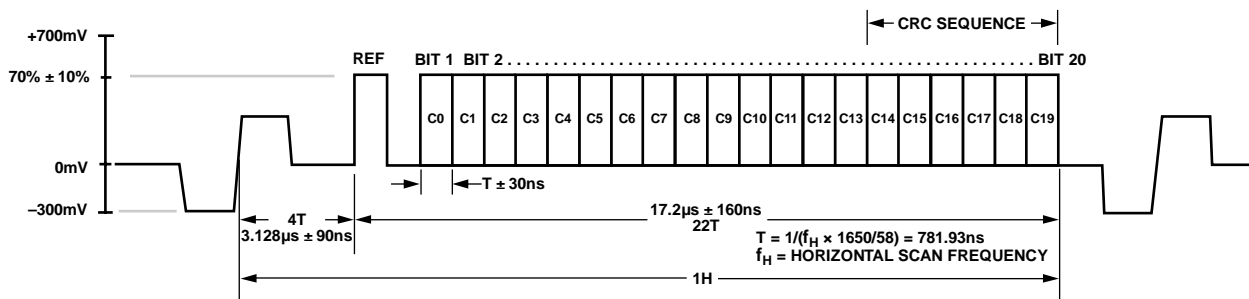 CRC SEQUENCE
+700mV
REF
BIT 1 BIT 2 . . . . . . . . . . . . . . . . . . . . . . . . . . . . . . . . . . . . . . . . . . . . . . . . . . . . . . . . . . . . . . BIT 20
70% ± 10%
C0 C1 C2 C3 C4 C5 C6 C7 C8 C9 C10 C11 C12 C13 C14 C15 C16 C17 C18 C19
0mV
T ± 30ns
–300mV
4T
3.128µs ± 90ns
17.2µs ± 160ns
22T
T = 1/(fH × 1650/58) = 781.93ns
fH = HORIZONTAL SCAN FREQUENCY
1H